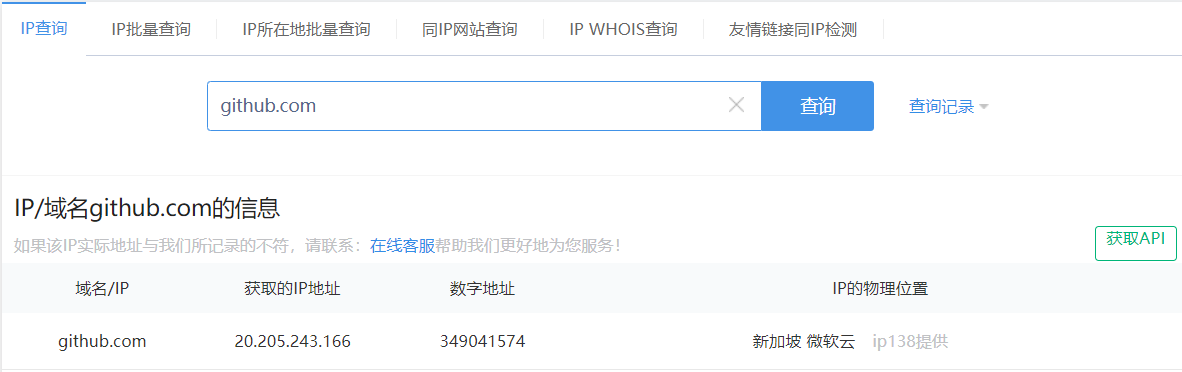 IP查询 IP批量查询 IP所在地批量查询 同IP网站查询 IP WHOIS查询 友情链接同IP检测
github.com 查询 查询记录
IP/域名github.com的信息
如果该IP实际地址与我们所记录的不符，请联系：在线客服帮助我们更好地为您服务！ 获取API
域名/IP 获取的IP地址 数字地址 IP的物理位置
github.com 20.205.243.166 349041574 新加坡 微软云 ip138提供